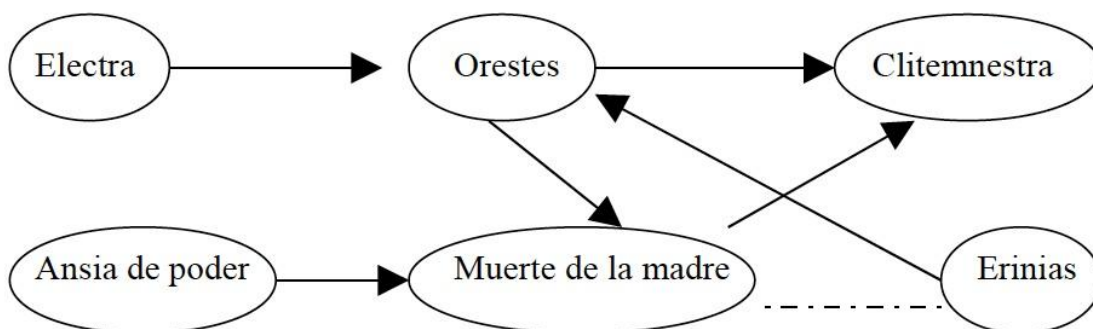 Electra
Orestes
Clitemnestra
Ansia de poder
Muerte de la madre
Erinias